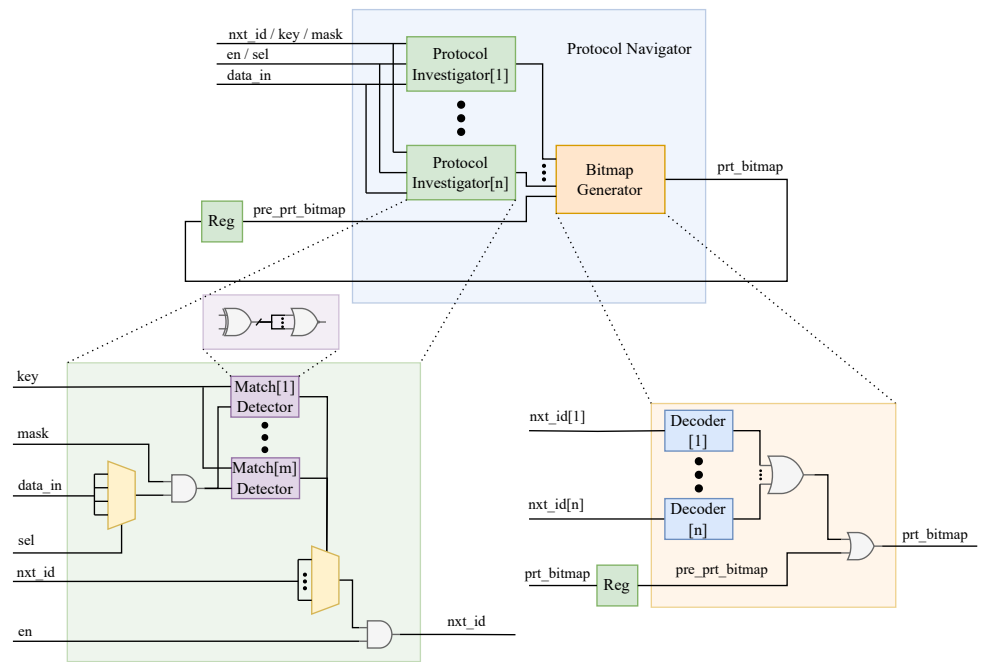 nxt_id / key / mask
en / sel
data_in
Protocol
Investigator[1]
Protocol Navigator
Protocol
Investigator[n]
Bitmap
Generator
prt_bitmap
Reg
pre_prt_bitmap
key
mask
data_in
sel
nxt_id
en
Match[1]
Detector
Match[m]
Detector
nxt_id
nxt_id[1]
Decoder
[1]
nxt_id[n]
Decoder
[n]
prt_bitmap
Reg
pre_prt_bitmap
prt_bitmap